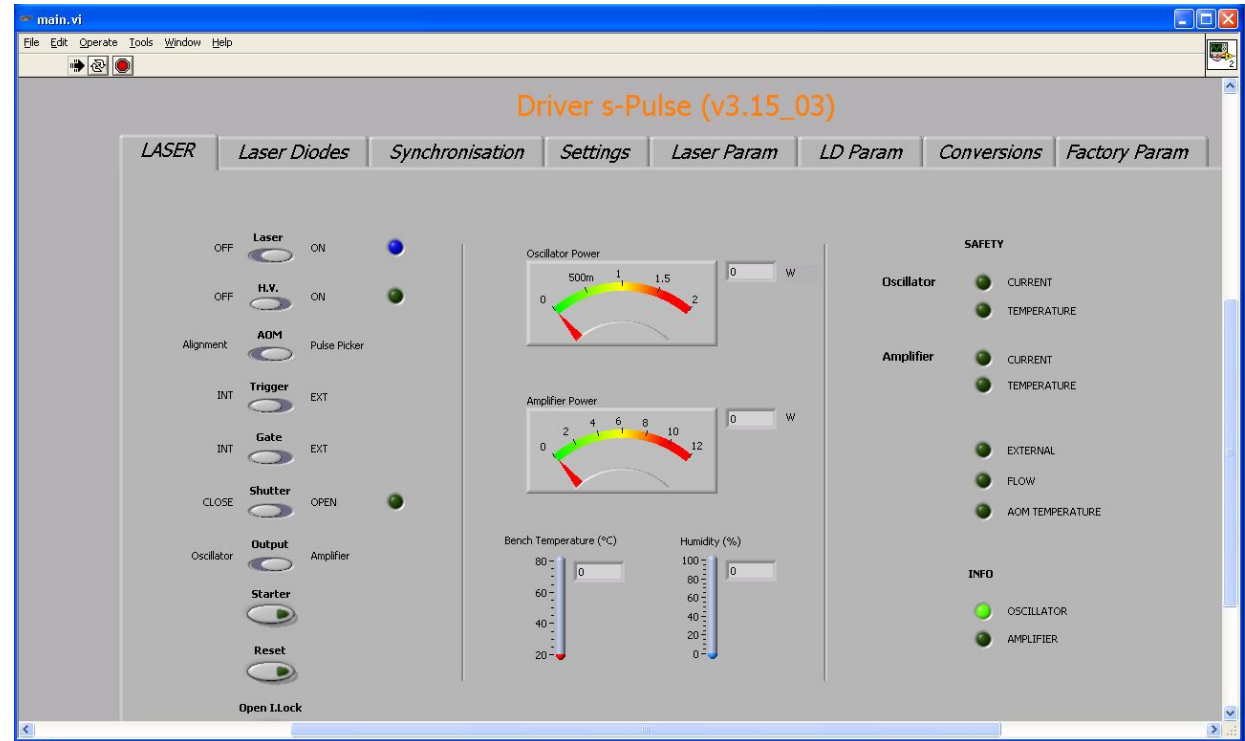 main.vi
File Edit Operate Tools Window Help
2
Driver s-Pulse (v3.15_03)
LASER Laser Diodes Synchronisation Settings Laser Param LD Param Conversions Factory Param
Laser
OFF ON
H.V.
OFF ON
AOM
Alignment Pulse Picker
Trigger
INT EXT
Gate
INT EXT
Shutter
CLOSE OPEN
Output
Oscillator Amplifier
Starter
Reset
Open I.Lock
Oscillator Power
0 500m 1 1.5 2
0 W
Amplifier Power
0 2 4 6 8 10 12
0 W
Bench Temperature (°C)
80
60
40
20
0
Humidity (%)
100
80
60
40
20
0
0
SAFETY
Oscillator CURRENT
TEMPERATURE
Amplifier CURRENT
TEMPERATURE
EXTERNAL
FLOW
AOM TEMPERATURE
INFO
OSCILLATOR
AMPLIFIER